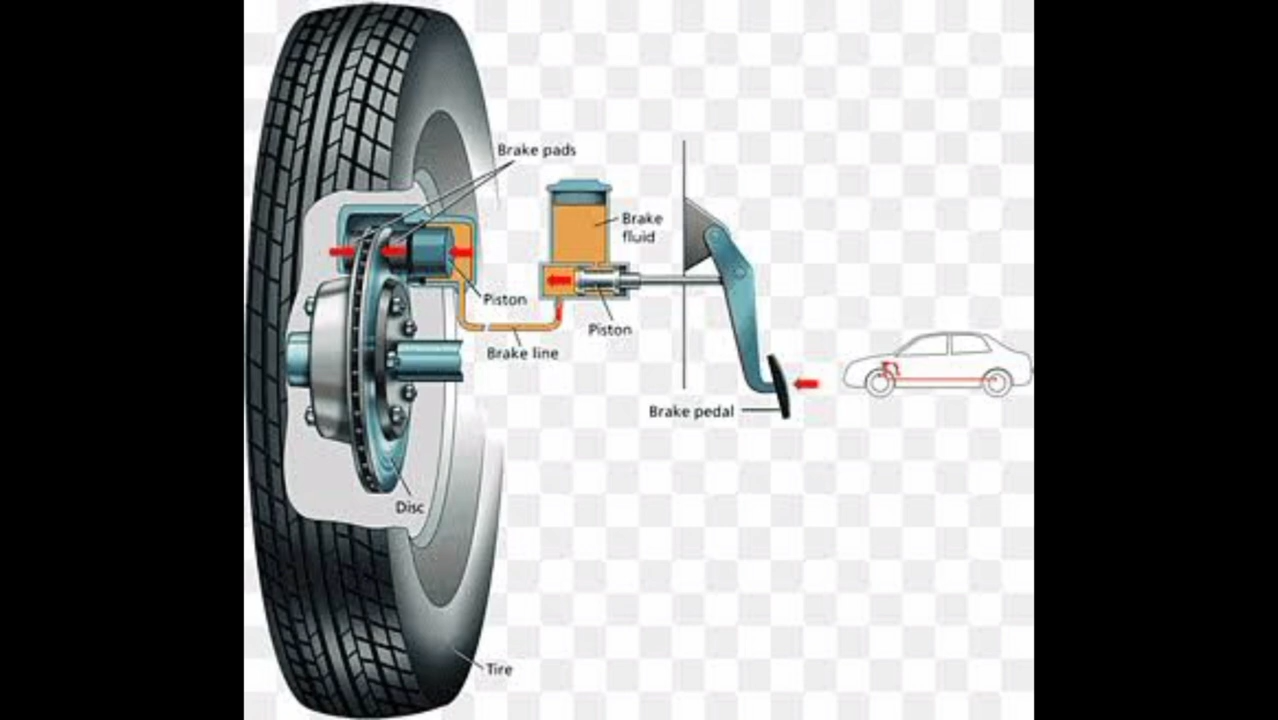 Brake pads
Brake
fluid
Piston
Piston
Brake line
Brake pedal
Disc
Tire